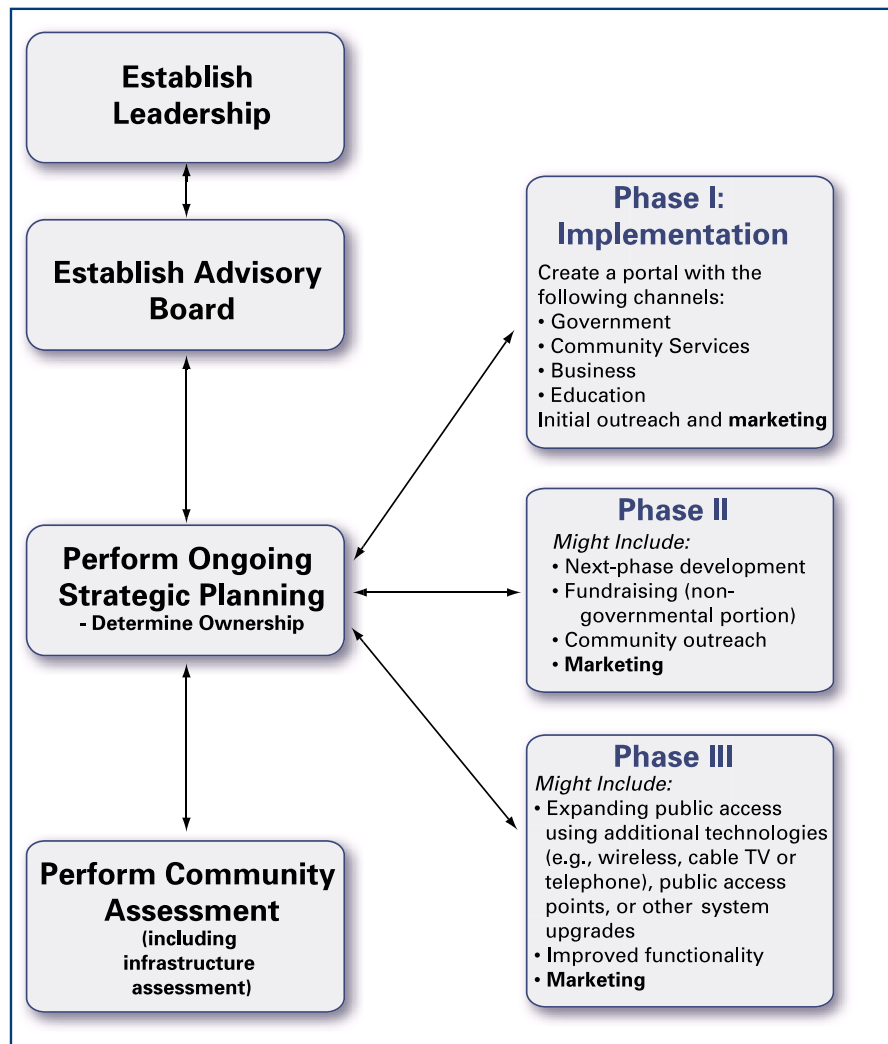 Establish
Leadership
Establish Advisory
Board
Perform Ongoing
Strategic Planning
- Determine Ownership
Perform Community
Assessment
(including
infrastructure
assessment)
Phase I:
Implementation
Create a portal with the
following channels:
• Government
• Community Services
• Business
• Education
Initial outreach and marketing
Phase II
Might Include:
• Next-phase development
• Fundraising (non-
governmental portion)
• Community outreach
• Marketing
Phase III
Might Include:
• Expanding public access
using additional technologies
(e.g., wireless, cable TV or
telephone), public access
points, or other system
upgrades
• Improved functionality
• Marketing